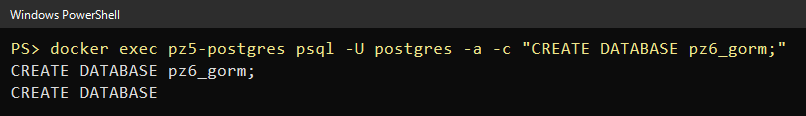 Windows PowerShell
PS> docker exec pz5-postgres psql -U postgres -a -c "CREATE DATABASE pz6_gorm;"
CREATE DATABASE pz6_gorm;
CREATE DATABASE